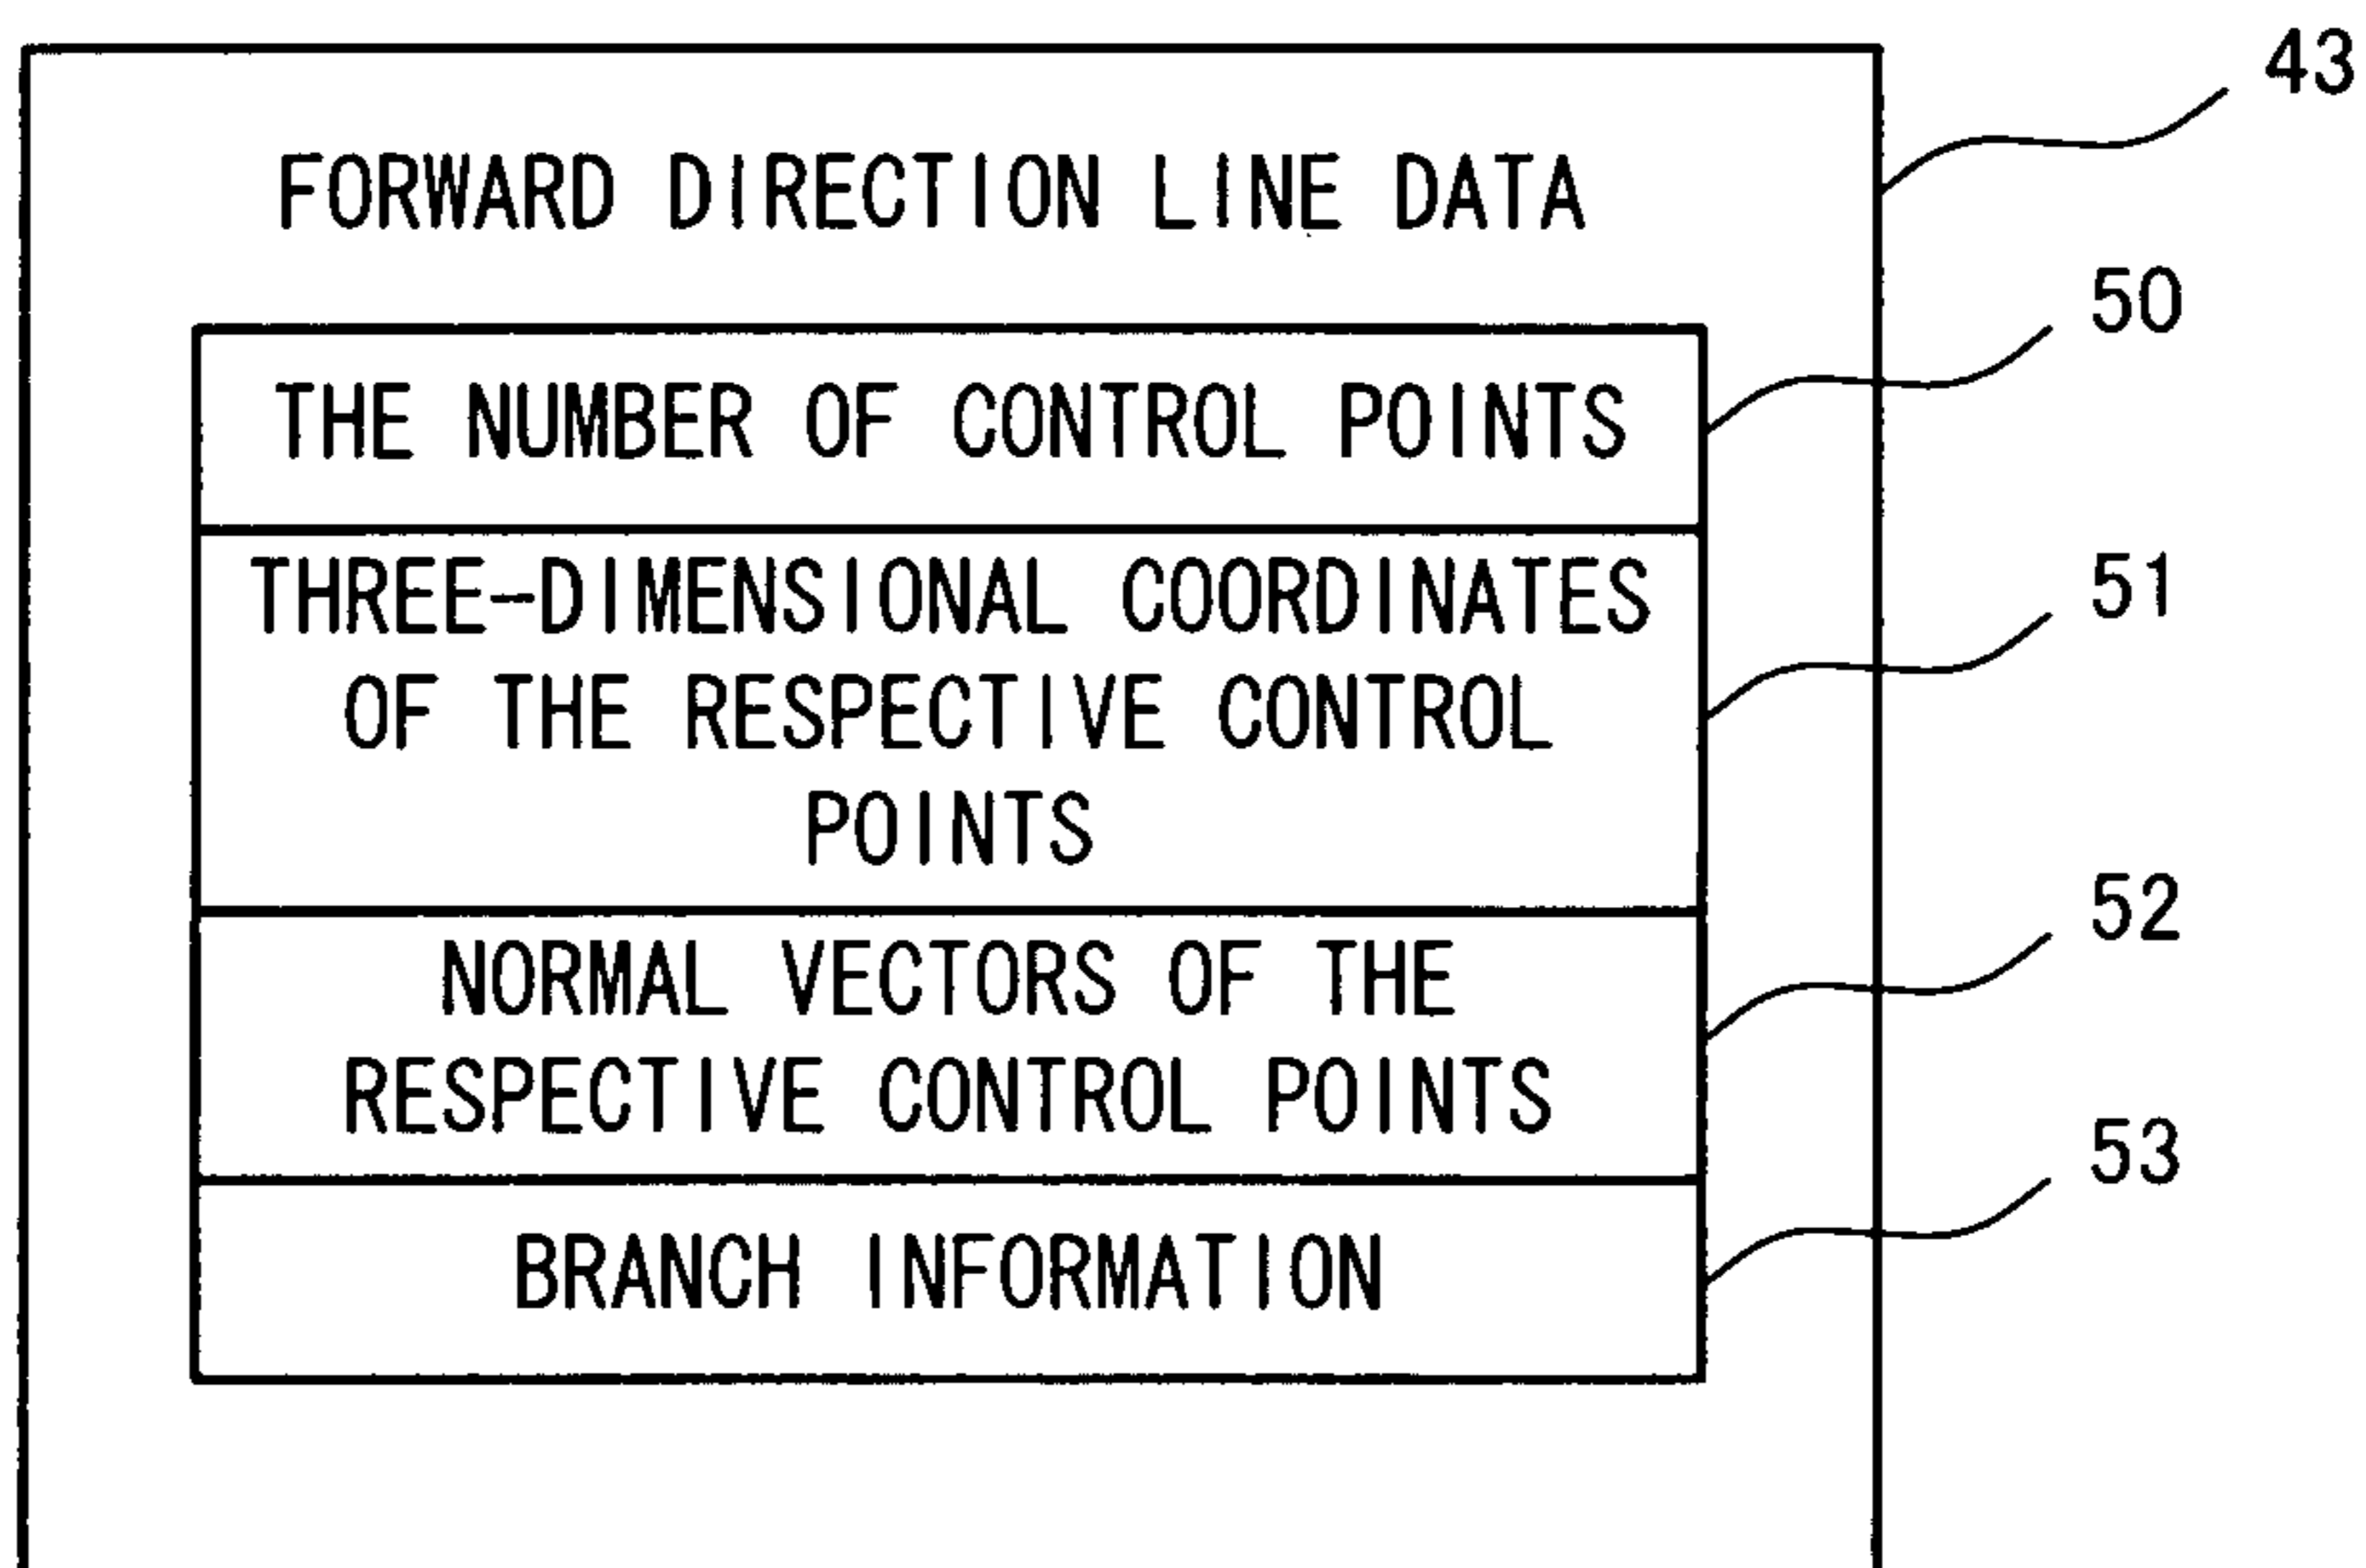 43
FORWARD DIRECTION LINE DATA
50
THE NUMBER OF CONTROL POINTS
THREE-DIMENSIONAL COORDINATES
51
OF THE RESPECTIVE CONTROL
POINTS
52
NORMAL VECTORS OF THE
RESPECTIVE CONTROL POINTS
53
BRANCH INFORMATION